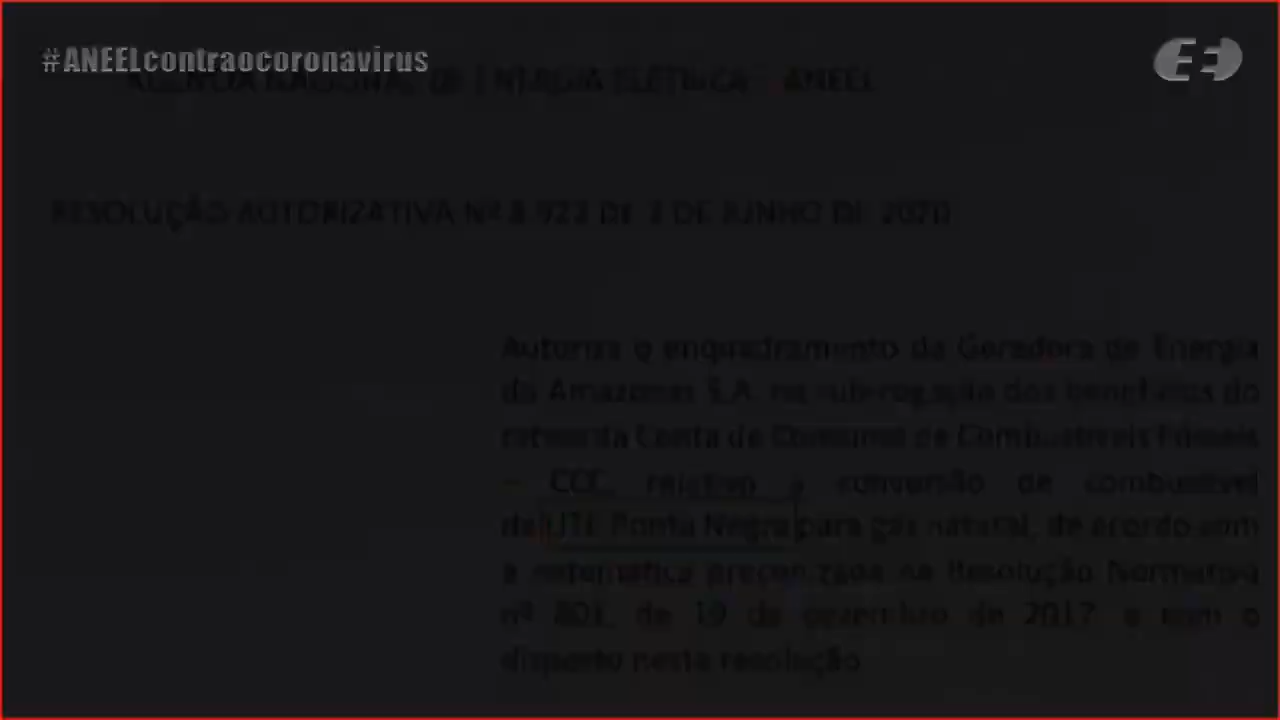 #ANEELcontraocoronavirus
AGÊNCIA NACIONAL DE ENERGIA ELÉTRICA – ANEEL
RESOLUÇÃO AUTORIZATIVA Nº 8.923 DE 2 DE JUNHO DE 2020
Autoriza o enquadramento da Geradora de Energia
do Amazonas S.A. na sub-rogação dos benefícios do
rateio da Conta de Consumo de Combustíveis Fósseis
– CCC, relativo à conversão de combustível
da UTE Ponta Negra para gás natural, de acordo com
a sistemática preconizada na Resolução Normativa
nº 801, de 19 de dezembro de 2017, e com o
disposto nesta resolução